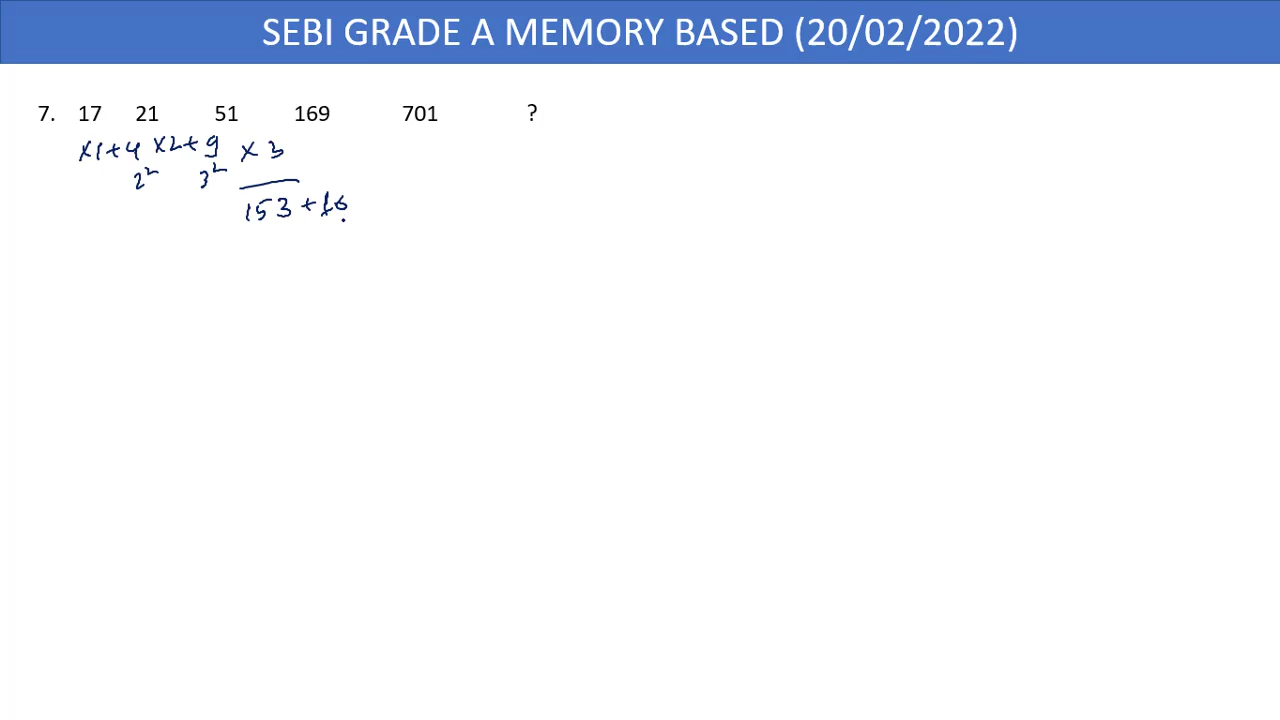 SEBI GRADE A MEMORY BASED (20/02/2022)
7. 17 21 51 169 701 ?
×1+4 ×2+9 ×3
2² 3²
153+16